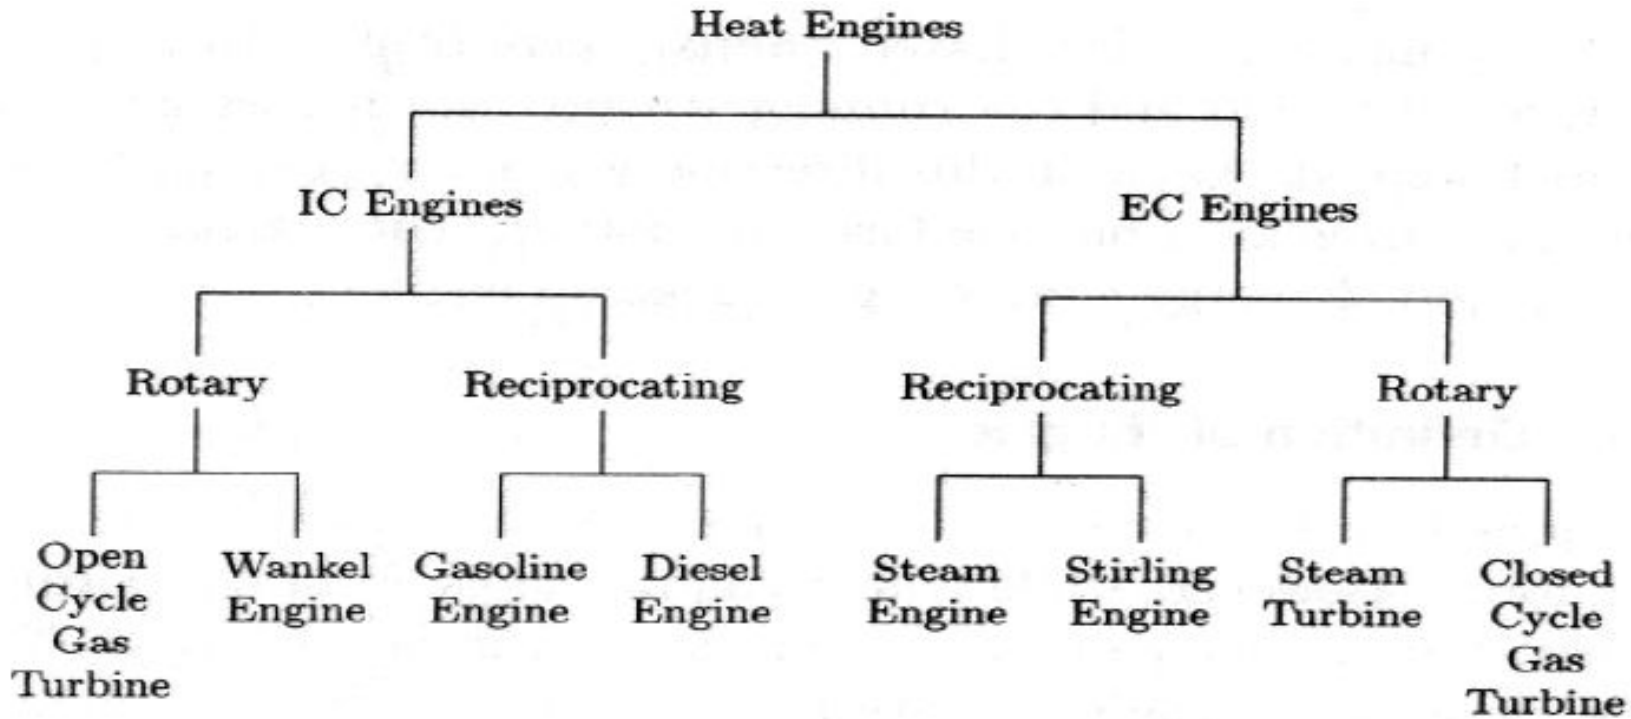 Heat Engines
IC Engines
EC Engines
Rotary
Reciprocating
Reciprocating
Rotary
Open
Cycle
Gas
Turbine
Wankel
Engine
Gasoline
Engine
Diesel
Engine
Steam
Engine
Stirling
Engine
Steam
Turbine
Closed
Cycle
Gas
Turbine